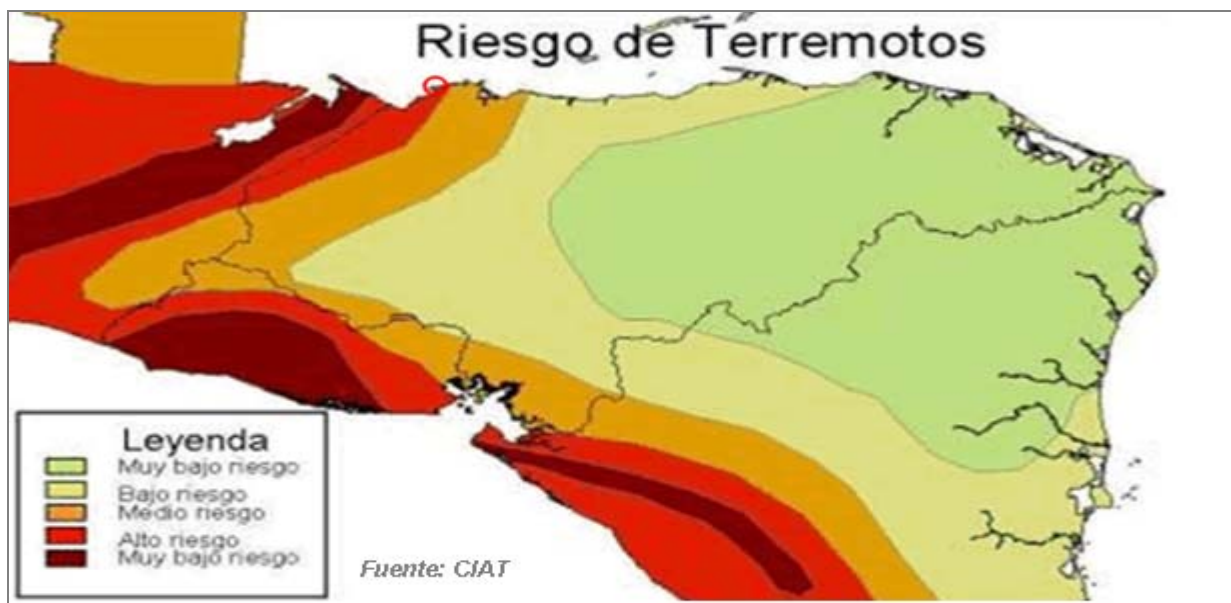 Riesgo de Terremotos
Leyenda
Muy bajo riesgo
Bajo riesgo
Medio riesgo
Alto riesgo
Muy bajo riesgo
Fuente: CIAT